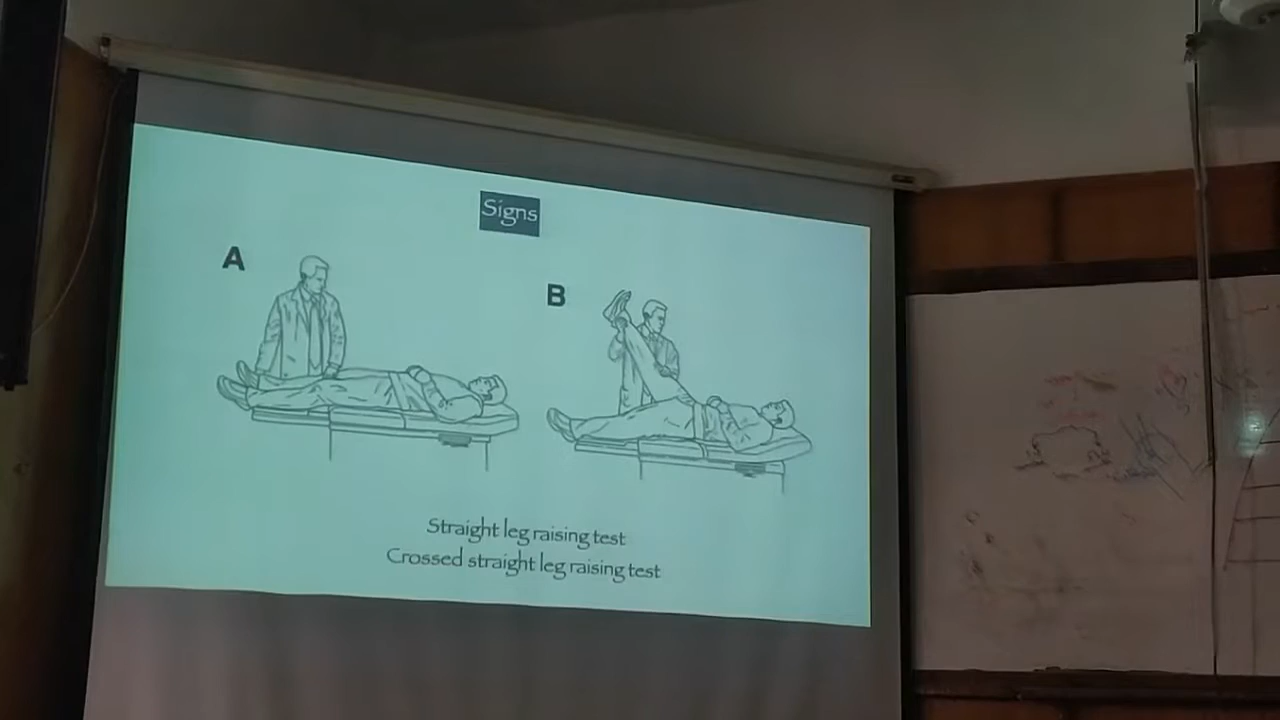 Signs
A
B
Straight leg raising test
Crossed straight leg raising test